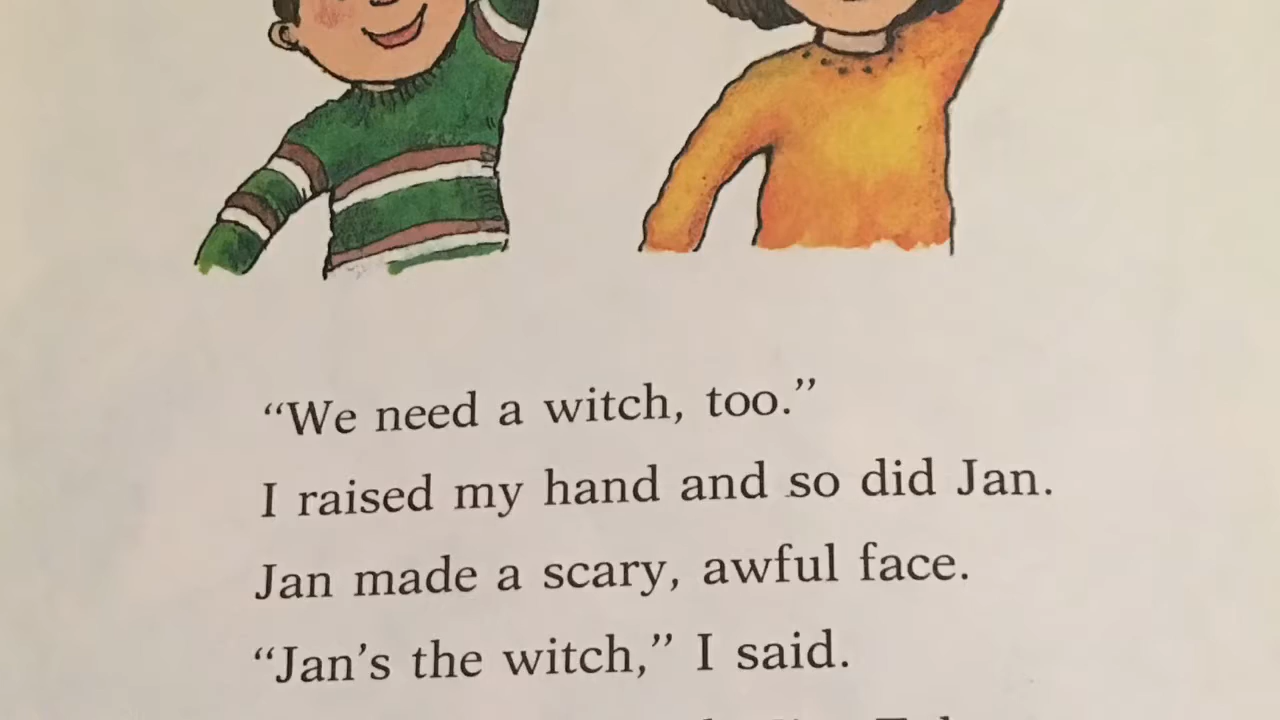 “We need a witch, too.”
I raised my hand and so did Jan.
Jan made a scary, awful face.
“Jan’s the witch,” I said.